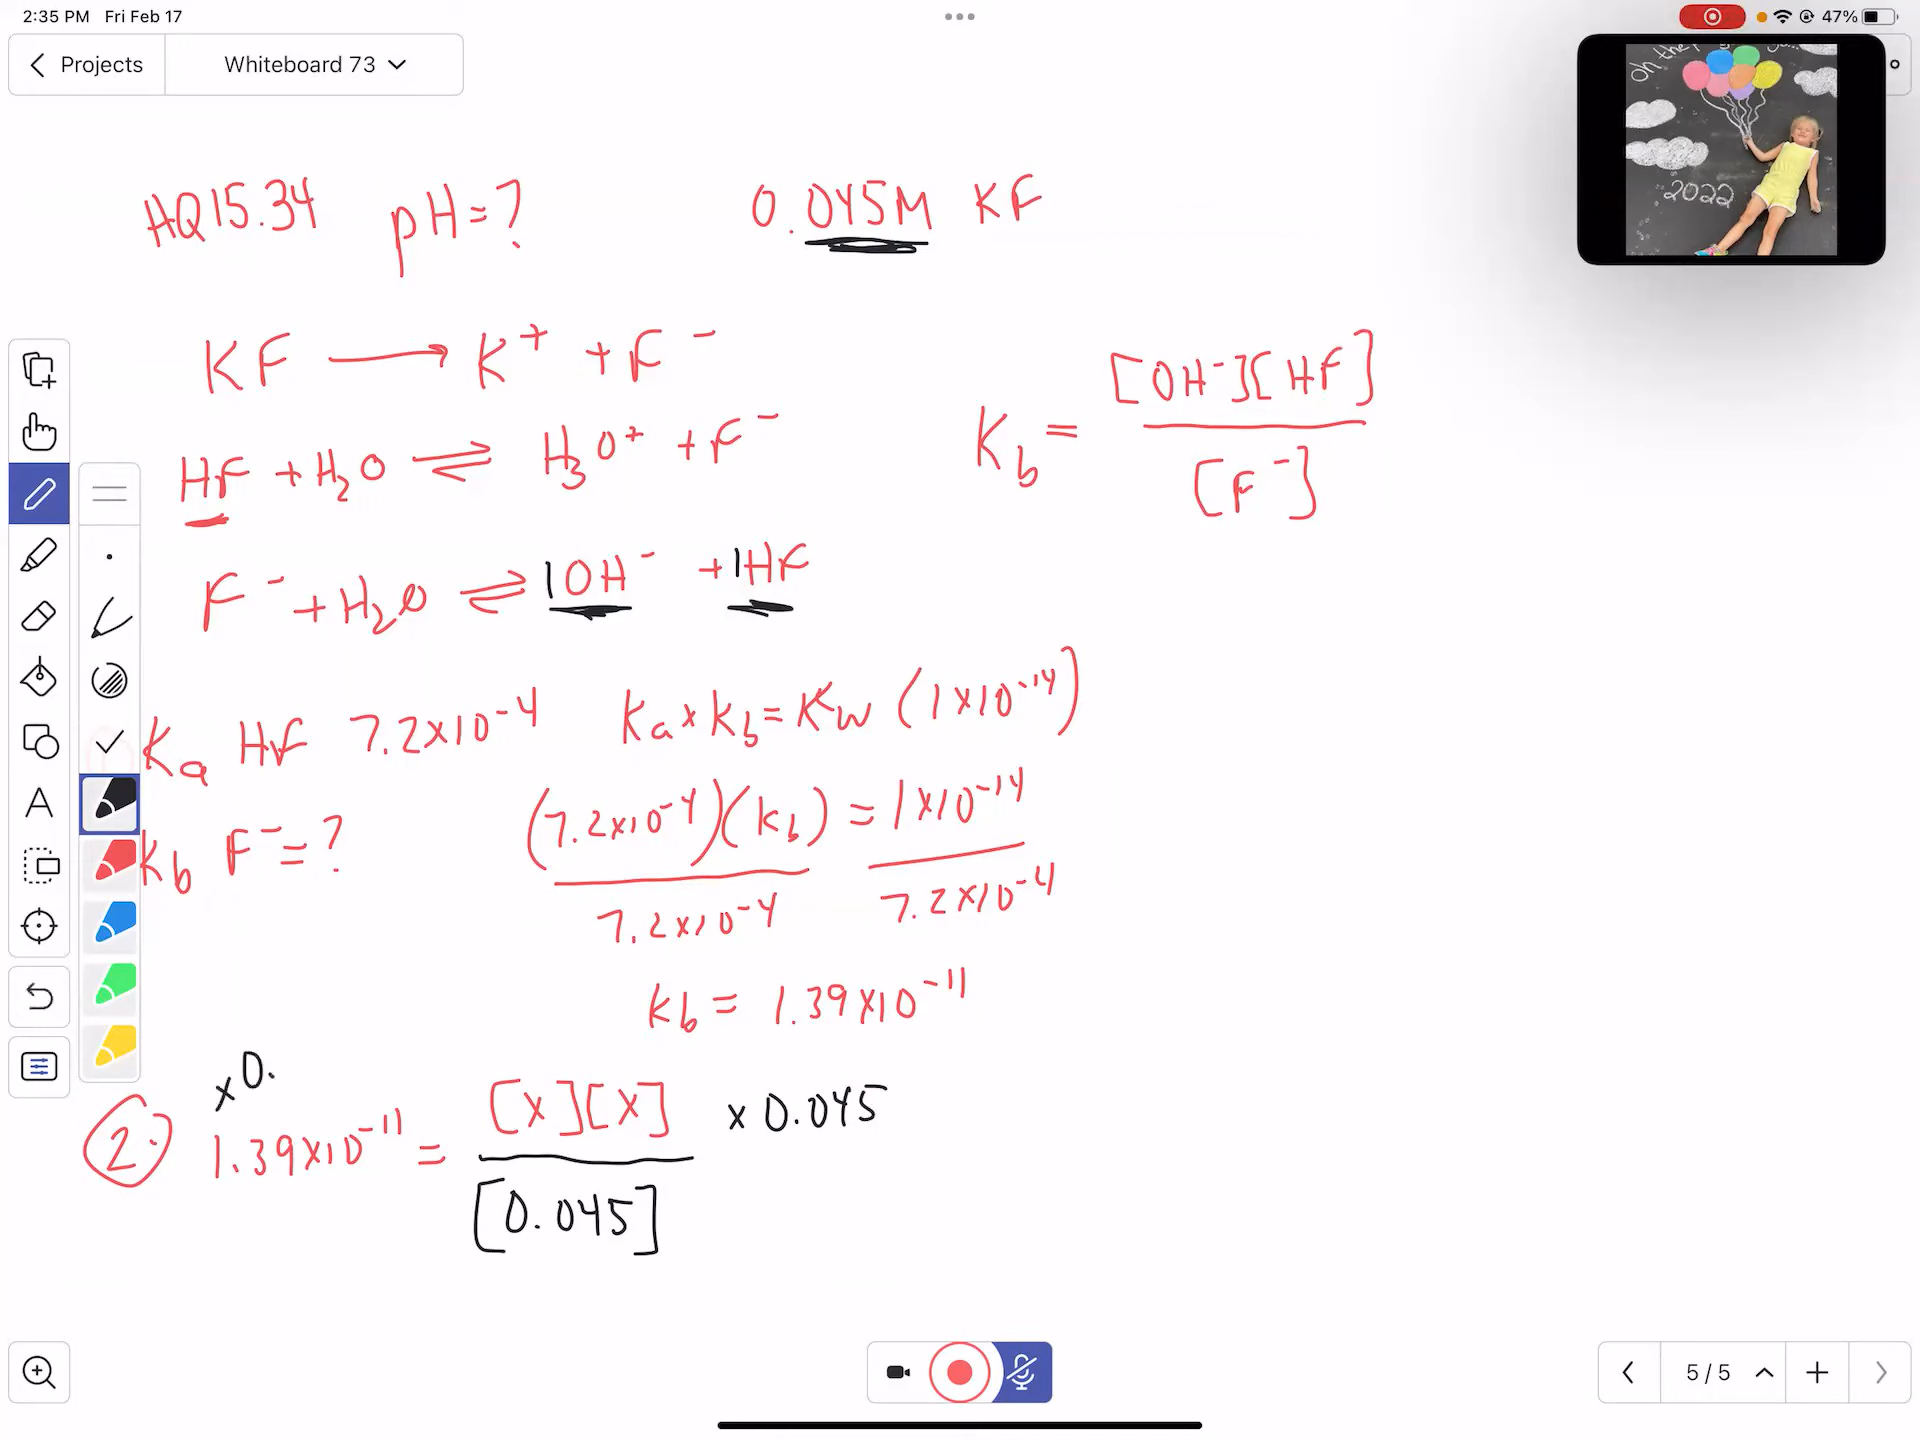 2:35 PM Fri Feb 17
47%
Projects
Whiteboard 73
2022
HQ15.34 pH=? 0.045M KF
KF ⟶ K⁺ + F⁻
HF + H₂O ⇌ H₃O⁺ + F⁻
Kb = [OH⁻][HF] / [F⁻]
F⁻ + H₂O ⇌ 1OH⁻ + 1HF
Ka HF 7.2x10⁻⁴ Ka x Kb = Kw (1x10⁻¹⁴)
Kb F⁻ = ?
(7.2x10⁻⁴)(Kb) = 1x10⁻¹⁴
7.2x10⁻⁴ 7.2x10⁻⁴
Kb = 1.39x10⁻¹¹
x 0.
2. 1.39x10⁻¹¹ = [x][x] x 0.045
[0.045]
A
5 / 5